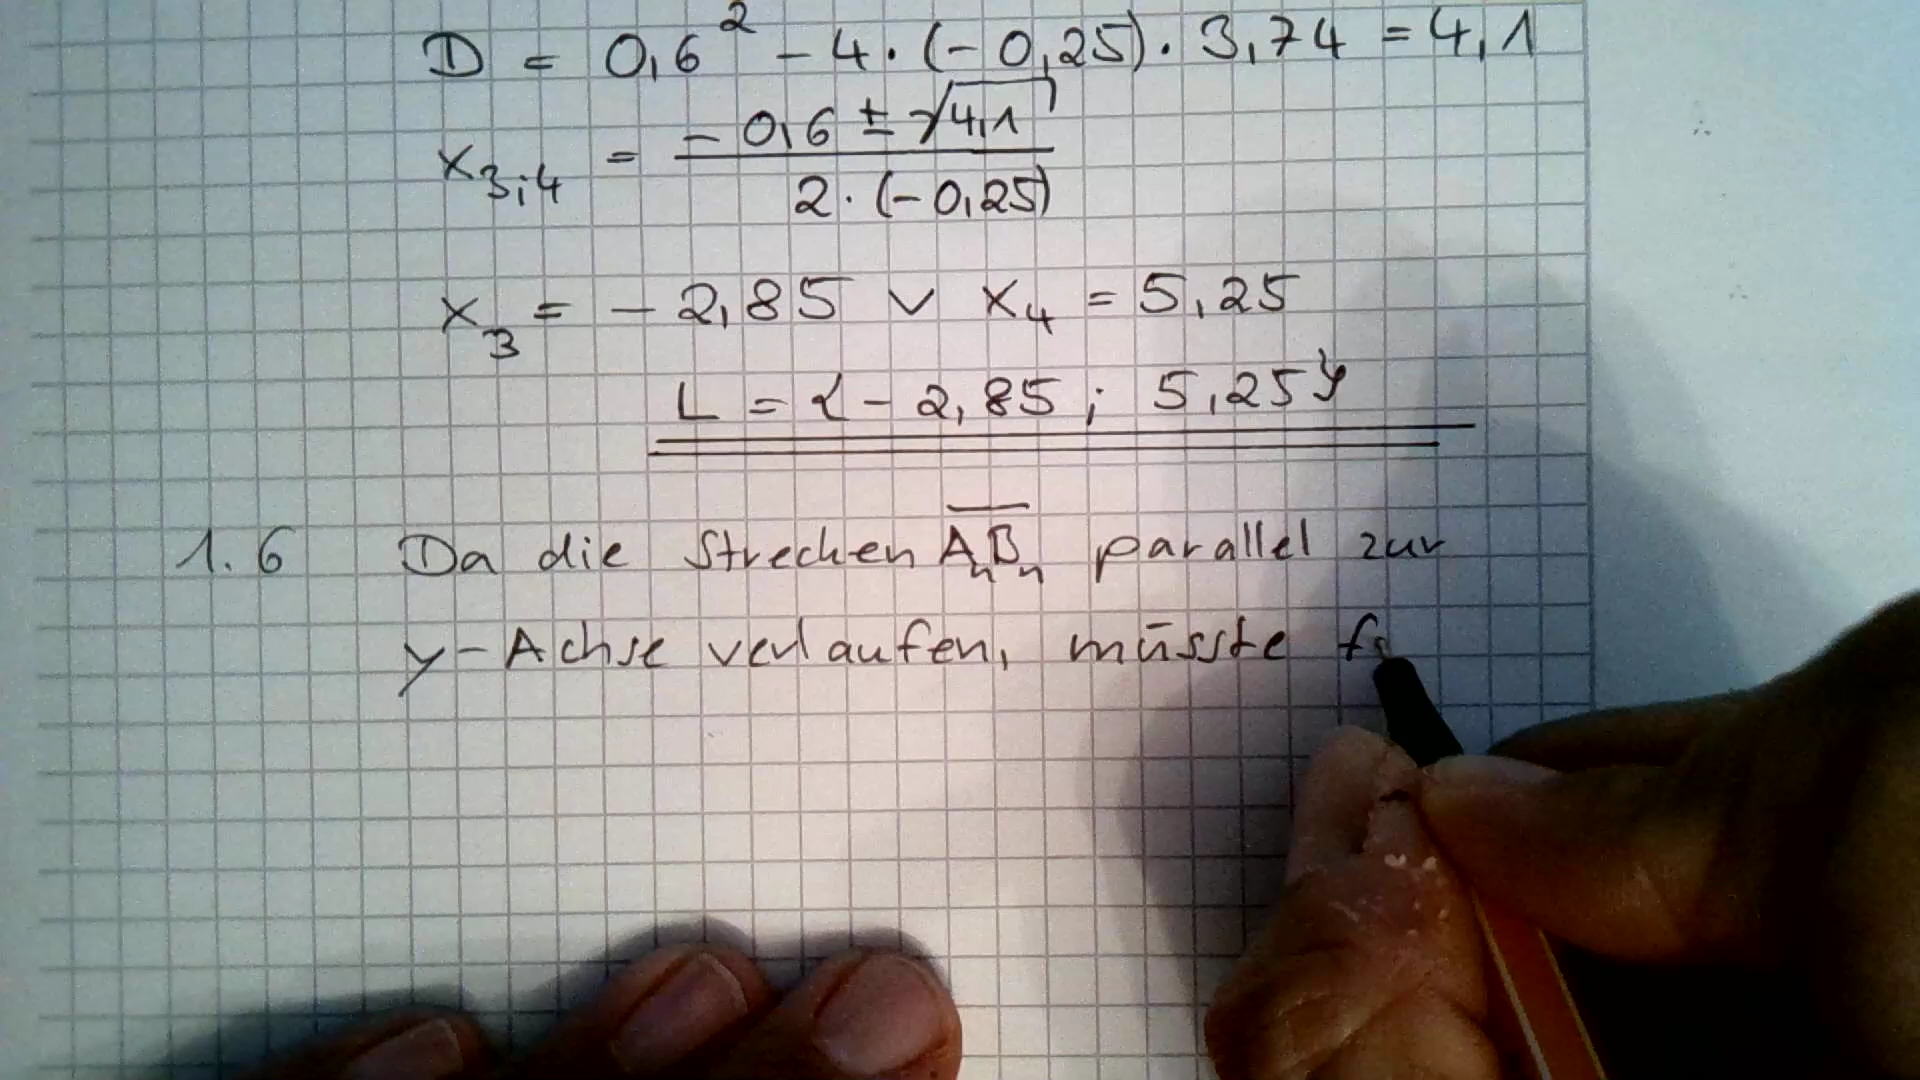 D = 0,6² - 4 · (-0,25) · 3,74 = 4,1
x₃;₄ = (-0,6 ± √4,1) / (2 · (-0,25))
x₃ = -2,85 ∨ x₄ = 5,25
L = {-2,85 ; 5,25}
1.6 Da die Strecken A̅ₙB̅ₙ parallel zur
y-Achse verlaufen, müsste